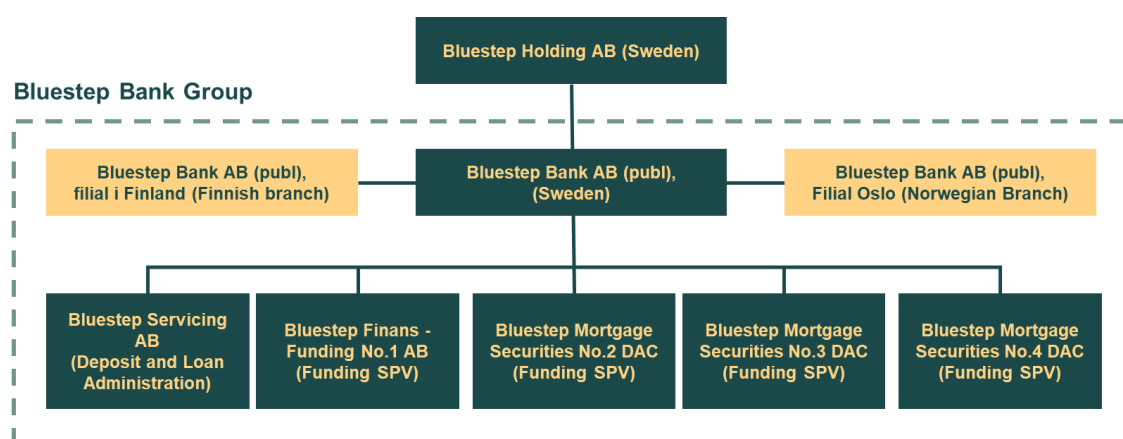 Bluestep Holding AB (Sweden)
Bluestep Bank Group
Bluestep Bank AB (publ),
filial i Finland (Finnish branch)
Bluestep Bank AB (publ),
(Sweden)
Bluestep Bank AB (publ),
Filial Oslo (Norwegian Branch)
Bluestep Servicing
AB
(Deposit and Loan
Administration)
Bluestep Finans -
Funding No.1 AB
(Funding SPV)
Bluestep Mortgage
Securities No.2 DAC
(Funding SPV)
Bluestep Mortgage
Securities No.3 DAC
(Funding SPV)
Bluestep Mortgage
Securities No.4 DAC
(Funding SPV)